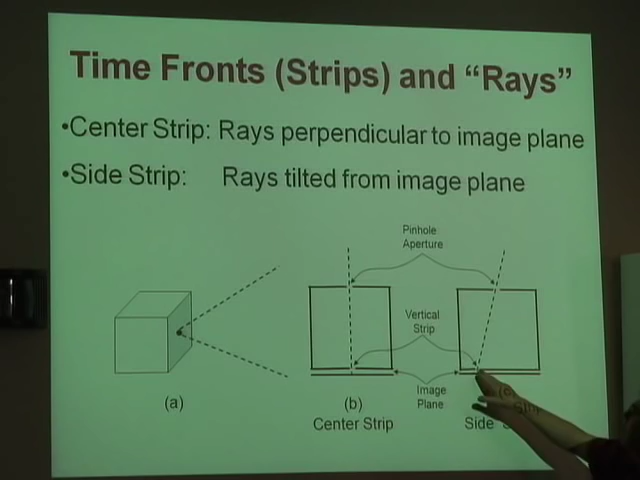 Time Fronts (Strips) and “Rays”
•Center Strip: Rays perpendicular to image plane
•Side Strip: Rays tilted from image plane
Pinhole
Aperture
Vertical
Strip
Image
Plane
(a)
(b)
Center Strip
(c)
Side